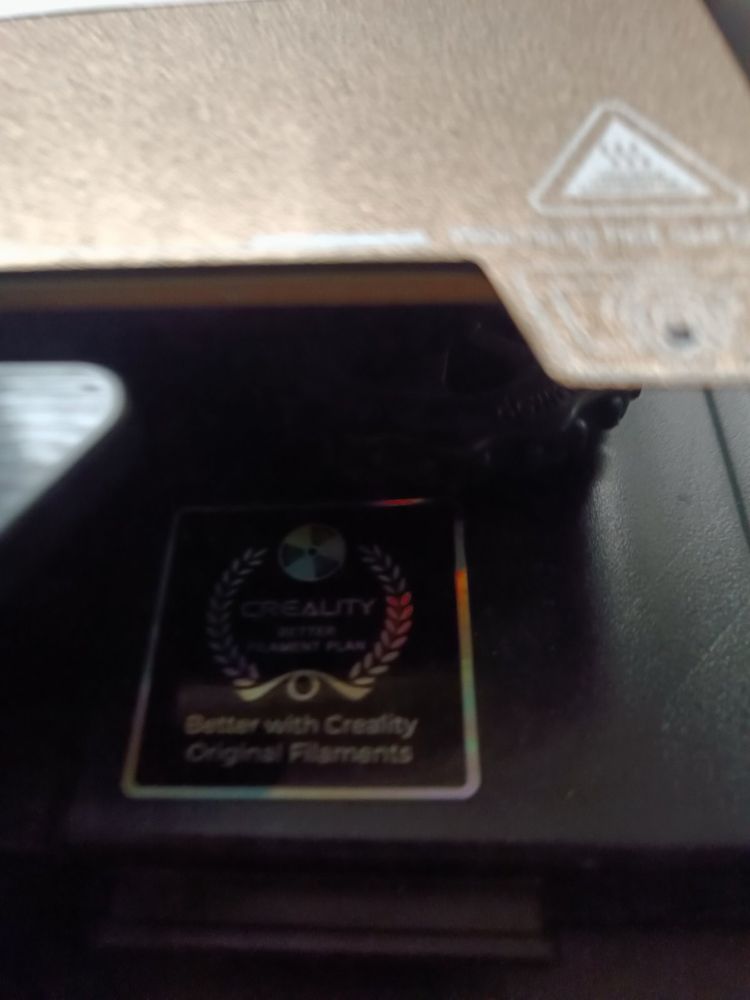 CREALITY
BETTER
FILAMENT PLAN
Better with Creality
Original Filaments